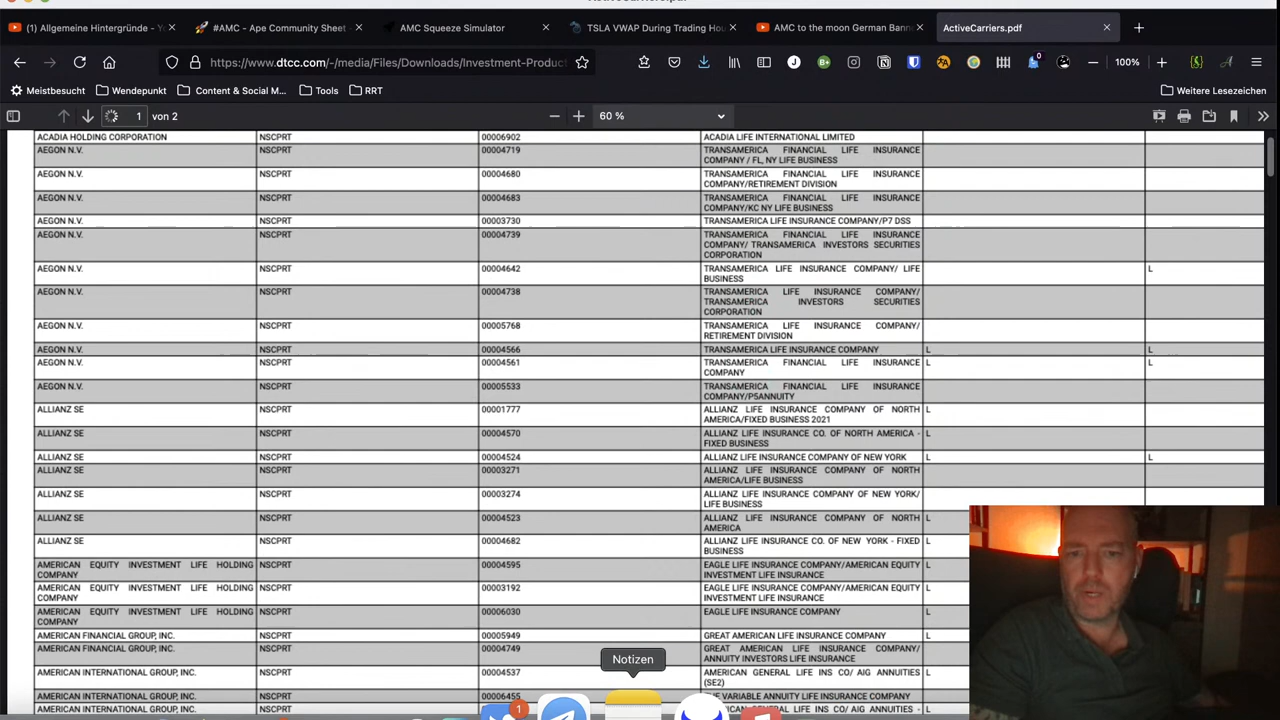 ActiveCarriers.pdf
(1) Allgemeine Hintergründe - Yo
#AMC - Ape Community Sheet -
AMC Squeeze Simulator
TSLA VWAP During Trading Hou
AMC to the moon German Bann
ActiveCarriers.pdf
https://www.dtcc.com/-/media/Files/Downloads/Investment-Product
100%
Meistbesucht
Wendepunkt
Content & Social M...
Tools
RRT
Weitere Lesezeichen
1 von 2
60 %
ACADIA HOLDING CORPORATION NSCPRT 00006902 ACADIA LIFE INTERNATIONAL LIMITED
AEGON N.V. NSCPRT 00004719 TRANSAMERICA FINANCIAL LIFE INSURANCE
COMPANY / FL, NY LIFE BUSINESS
AEGON N.V. NSCPRT 00004680 TRANSAMERICA FINANCIAL LIFE INSURANCE
COMPANY/RETIREMENT DIVISION
AEGON N.V. NSCPRT 00004683 TRANSAMERICA FINANCIAL LIFE INSURANCE
COMPANY/KC NY LIFE BUSINESS
AEGON N.V. NSCPRT 00003730 TRANSAMERICA LIFE INSURANCE COMPANY/P7 DSS
AEGON N.V. NSCPRT 00004739 TRANSAMERICA FINANCIAL LIFE INSURANCE
COMPANY/ TRANSAMERICA INVESTORS SECURITIES
CORPORATION
AEGON N.V. NSCPRT 00004642 TRANSAMERICA LIFE INSURANCE COMPANY/ LIFE L
BUSINESS
AEGON N.V. NSCPRT 00004738 TRANSAMERICA LIFE INSURANCE COMPANY/
TRANSAMERICA INVESTORS SECURITIES
CORPORATION
AEGON N.V. NSCPRT 00005768 TRANSAMERICA LIFE INSURANCE COMPANY/
RETIREMENT DIVISION
AEGON N.V. NSCPRT 00004566 TRANSAMERICA LIFE INSURANCE COMPANY L L
AEGON N.V. NSCPRT 00004561 TRANSAMERICA FINANCIAL LIFE INSURANCE L L
COMPANY
AEGON N.V. NSCPRT 00005533 TRANSAMERICA FINANCIAL LIFE INSURANCE
COMPANY/P5ANNUITY
ALLIANZ SE NSCPRT 00001777 ALLIANZ LIFE INSURANCE COMPANY OF NORTH L
AMERICA/FIXED BUSINESS 2021
ALLIANZ SE NSCPRT 00004570 ALLIANZ LIFE INSURANCE CO. OF NORTH AMERICA - L
FIXED BUSINESS
ALLIANZ SE NSCPRT 00004524 ALLIANZ LIFE INSURANCE COMPANY OF NEW YORK L L
ALLIANZ SE NSCPRT 00003271 ALLIANZ LIFE INSURANCE COMPANY OF NORTH
AMERICA/LIFE BUSINESS
ALLIANZ SE NSCPRT 00003274 ALLIANZ LIFE INSURANCE COMPANY OF NEW YORK/
LIFE BUSINESS
ALLIANZ SE NSCPRT 00004523 ALLIANZ LIFE INSURANCE COMPANY OF NORTH L
AMERICA
ALLIANZ SE NSCPRT 00004682 ALLIANZ LIFE INSURANCE CO. OF NEW YORK - FIXED L
BUSINESS
AMERICAN EQUITY INVESTMENT LIFE HOLDING NSCPRT 00004595 EAGLE LIFE INSURANCE COMPANY/AMERICAN EQUITY L
COMPANY INVESTMENT LIFE INSURANCE
AMERICAN EQUITY INVESTMENT LIFE HOLDING NSCPRT 00003192 EAGLE LIFE INSURANCE COMPANY/AMERICAN EQUITY L
COMPANY INVESTMENT LIFE INSURANCE
AMERICAN EQUITY INVESTMENT LIFE HOLDING NSCPRT 00006030 EAGLE LIFE INSURANCE COMPANY L
COMPANY
AMERICAN FINANCIAL GROUP, INC. NSCPRT 00005949 GREAT AMERICAN LIFE INSURANCE COMPANY L
AMERICAN FINANCIAL GROUP, INC. NSCPRT 00004749 GREAT AMERICAN LIFE INSURANCE COMPANY/
ANNUITY INVESTORS LIFE INSURANCE
AMERICAN INTERNATIONAL GROUP, INC. NSCPRT 00004537 AMERICAN GENERAL LIFE INS CO/ AIG ANNUITIES
(SE2)
AMERICAN INTERNATIONAL GROUP, INC. NSCPRT 00006455 THE VARIABLE ANNUITY LIFE INSURANCE COMPANY
Notizen
1